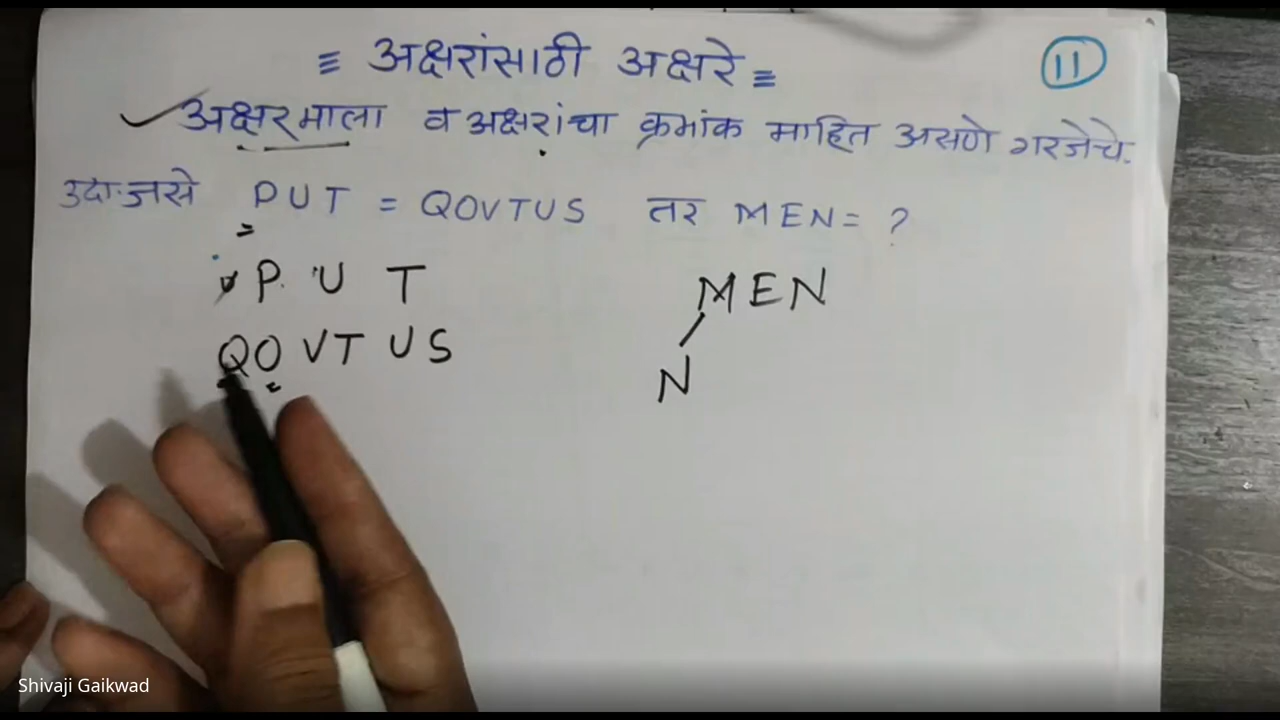 ≡ अक्षरांसाठी अक्षरे ≡
11
अक्षरमाला व अक्षरांचा क्रमांक माहित असणे गरजेचे.
उदा. जसे PUT = QOVTUS तर MEN = ?
P U T
QO VT US
MEN
N
Shivaji Gaikwad